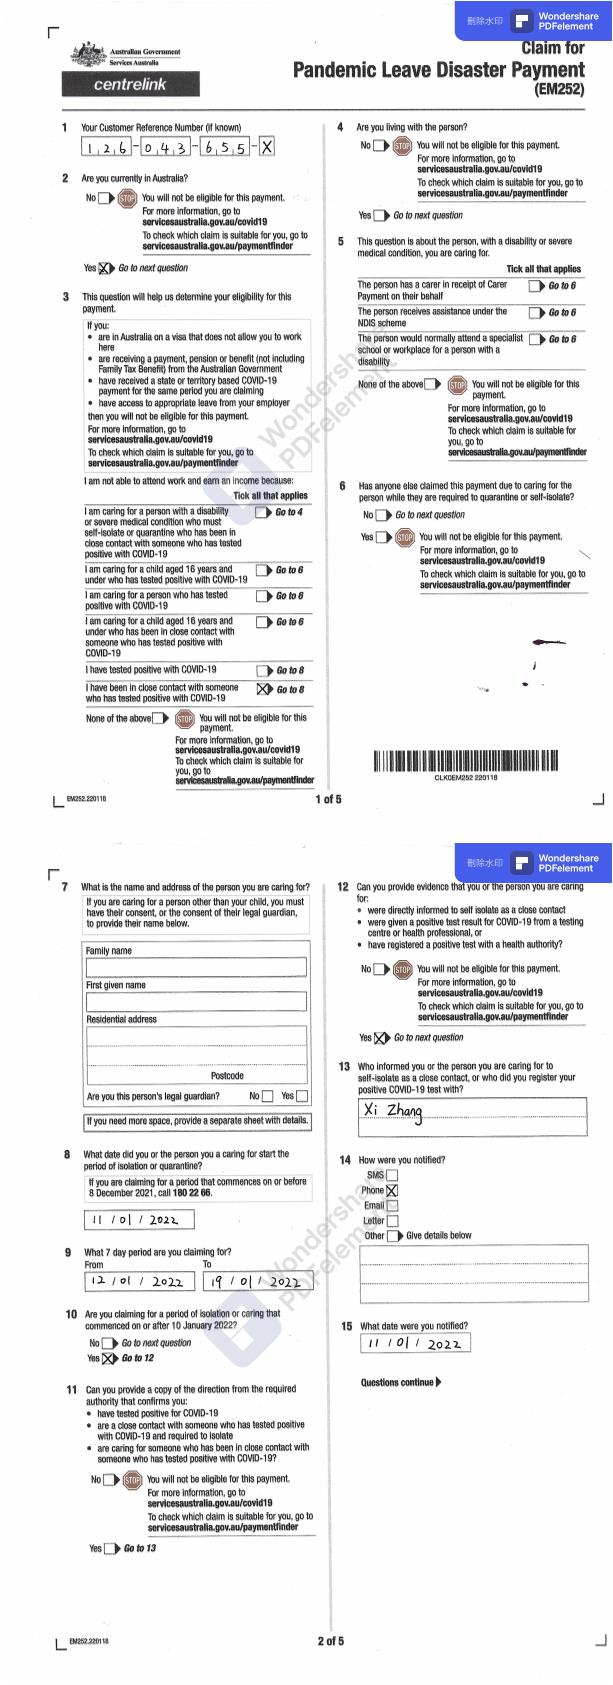 刪除水印
Wondershare
PDFelement
Australian Government
Services Australia
centrelink
Claim for
Pandemic Leave Disaster Payment
(EM252)
1 Your Customer Reference Number (if known)
1 2 6 - 0 4 3 - 6 5 5 - X
2 Are you currently in Australia?
No STOP You will not be eligible for this payment.
For more information, go to
servicesaustralia.gov.au/covid19
To check which claim is suitable for you, go to
servicesaustralia.gov.au/paymentfinder
Yes X Go to next question
3 This question will help us determine your eligibility for this
payment.
If you:
• are in Australia on a visa that does not allow you to work
here
• are receiving a payment, pension or benefit (not including
Family Tax Benefit) from the Australian Government
• have received a state or territory based COVID-19
payment for the same period you are claiming
• have access to appropriate leave from your employer
then you will not be eligible for this payment.
For more information, go to
servicesaustralia.gov.au/covid19
To check which claim is suitable for you, go to
servicesaustralia.gov.au/paymentfinder
I am not able to attend work and earn an income because:
Tick all that applies
I am caring for a person with a disability
or severe medical condition who must
self-isolate or quarantine who has been in
close contact with someone who has tested
positive with COVID-19
Go to 4
I am caring for a child aged 16 years and
under who has tested positive with COVID-19
Go to 6
I am caring for a person who has tested
positive with COVID-19
Go to 6
I am caring for a child aged 16 years and
under who has been in close contact with
someone who has tested positive with
COVID-19
Go to 6
I have tested positive with COVID-19 Go to 8
I have been in close contact with someone
who has tested positive with COVID-19
X Go to 8
None of the above STOP You will not be eligible for this
payment.
For more information, go to
servicesaustralia.gov.au/covid19
To check which claim is suitable for
you, go to
servicesaustralia.gov.au/paymentfinder
4 Are you living with the person?
No STOP You will not be eligible for this payment.
For more information, go to
servicesaustralia.gov.au/covid19
To check which claim is suitable for you, go to
servicesaustralia.gov.au/paymentfinder
Yes Go to next question
5 This question is about the person, with a disability or severe
medical condition, you are caring for.
Tick all that applies
The person has a carer in receipt of Carer
Payment on their behalf
Go to 6
The person receives assistance under the
NDIS scheme
Go to 6
The person would normally attend a specialist
school or workplace for a person with a
disability
Go to 6
None of the above STOP You will not be eligible for this
payment.
For more information, go to
servicesaustralia.gov.au/covid19
To check which claim is suitable for
you, go to
servicesaustralia.gov.au/paymentfinder
6 Has anyone else claimed this payment due to caring for the
person while they are required to quarantine or self-isolate?
No Go to next question
Yes STOP You will not be eligible for this payment.
For more information, go to
servicesaustralia.gov.au/covid19
To check which claim is suitable for you, go to
servicesaustralia.gov.au/paymentfinder
CLK0EM252 220118
Wondershare
PDFelement
EM252.220118
1 of 5
刪除水印
Wondershare
PDFelement
7 What is the name and address of the person you are caring for?
If you are caring for a person other than your child, you must
have their consent, or the consent of their legal guardian,
to provide their name below.
Family name
First given name
Residential address
Postcode
Are you this person's legal guardian? No Yes
If you need more space, provide a separate sheet with details.
8 What date did you or the person you a caring for start the
period of isolation or quarantine?
If you are claiming for a period that commences on or before
8 December 2021, call 180 22 66.
11 / 01 / 2022
9 What 7 day period are you claiming for?
From To
12 / 01 / 2022 19 / 01 / 2022
10 Are you claiming for a period of isolation or caring that
commenced on or after 10 January 2022?
No Go to next question
Yes X Go to 12
11 Can you provide a copy of the direction from the required
authority that confirms you:
• have tested positive for COVID-19
• are a close contact with someone who has tested positive
with COVID-19 and required to isolate
• are caring for someone who has been in close contact with
someone who has tested positive with COVID-19?
No STOP You will not be eligible for this payment.
For more information, go to
servicesaustralia.gov.au/covid19
To check which claim is suitable for you, go to
servicesaustralia.gov.au/paymentfinder
Yes Go to 13
12 Can you provide evidence that you or the person you are caring
for:
• were directly informed to self isolate as a close contact
• were given a positive test result for COVID-19 from a testing
centre or health professional, or
• have registered a positive test with a health authority?
No STOP You will not be eligible for this payment.
For more information, go to
servicesaustralia.gov.au/covid19
To check which claim is suitable for you, go to
servicesaustralia.gov.au/paymentfinder
Yes X Go to next question
13 Who informed you or the person you are caring for to
self-isolate as a close contact, or who did you register your
positive COVID-19 test with?
Xi Zhang
14 How were you notified?
SMS
Phone X
Email
Letter
Other Give details below
15 What date were you notified?
11 / 01 / 2022
Questions continue
Wondershare
PDFelement
EM252.220118
2 of 5